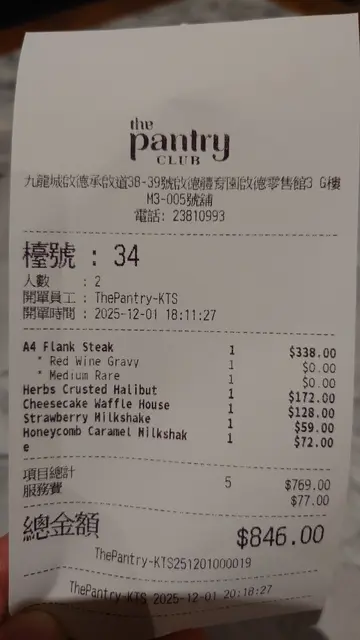 the
pantry
CLUB
九龍城啟德承啟道38-39號啟德體育園啟德零售館3 G樓
M3-005號舖
電話: 23810993
檯號 : 34
人數 : 2
開單員工 : ThePantry-KTS
開單時間 : 2025-12-01 18:11:27
A4 Flank Steak 1 $338.00
* Red Wine Gravy 1 $0.00
* Medium Rare 1 $0.00
Herbs Crusted Halibut 1 $172.00
Cheesecake Waffle House 1 $128.00
Strawberry Milkshake 1 $59.00
Honeycomb Caramel Milkshak 1 $72.00
e
項目總計 5 $769.00
服務費 $77.00
總金額 $846.00
ThePantry-KTS251201000019
ThePantry-KTS 2025-12-01 20:18:27